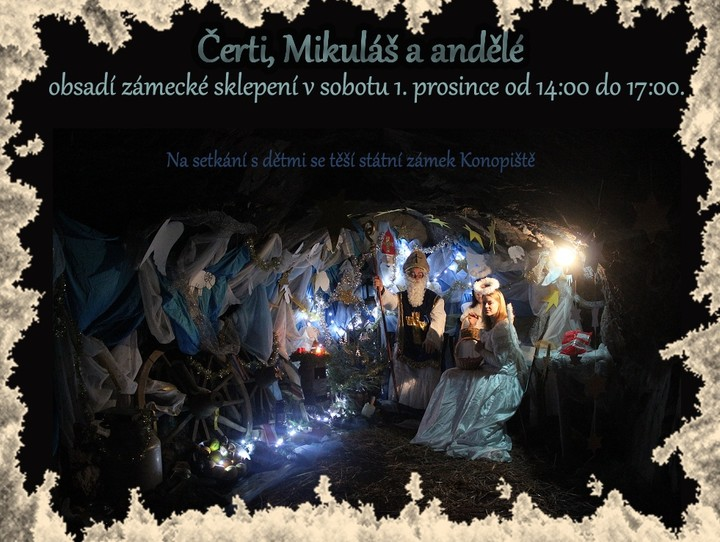 Čerti, Mikuláš a andělé
obsadí zámecké sklepení v sobotu 1. prosince od 14:00 do 17:00.
Na setkání s dětmi se těší státní zámek Konopiště